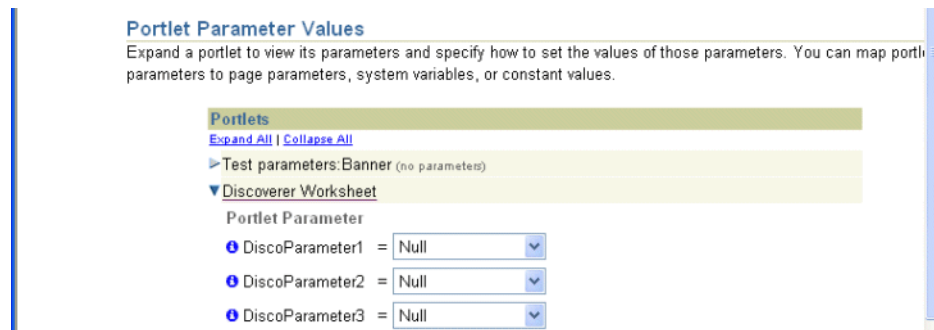 Portlet Parameter Values
Expand a portlet to view its parameters and specify how to set the values of those parameters. You can map
parameters to page parameters, system variables, or constant values.
Portlets
Expand All | Collapse All
Test parameters:Banner (no parameters)
Discoverer Worksheet
Portlet Parameter
DiscoParameter1 = Null
DiscoParameter2 = Null
DiscoParameter3 = Null